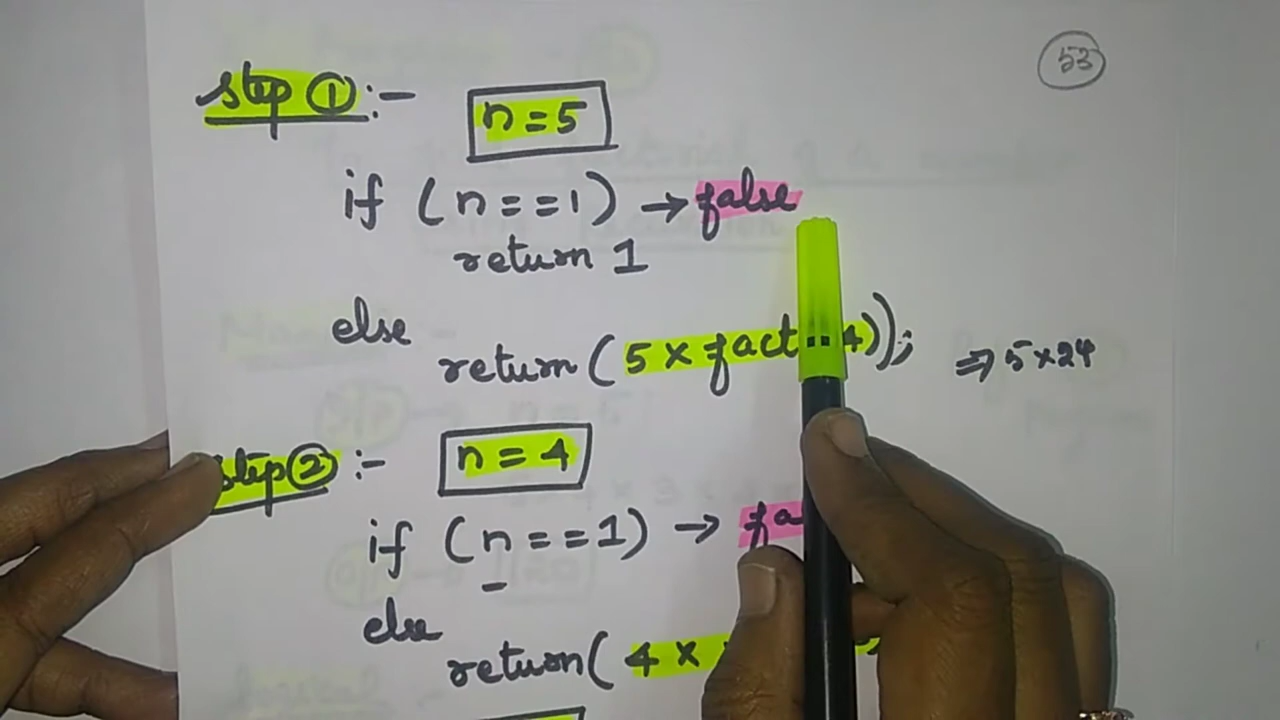 53
step ① :-
n=5
if (n==1) → false
return 1
else
return (5 × fact 4)); ⇒ 5×24
step ② :-
n=4
if (n==1) →
else
return( 4 ×